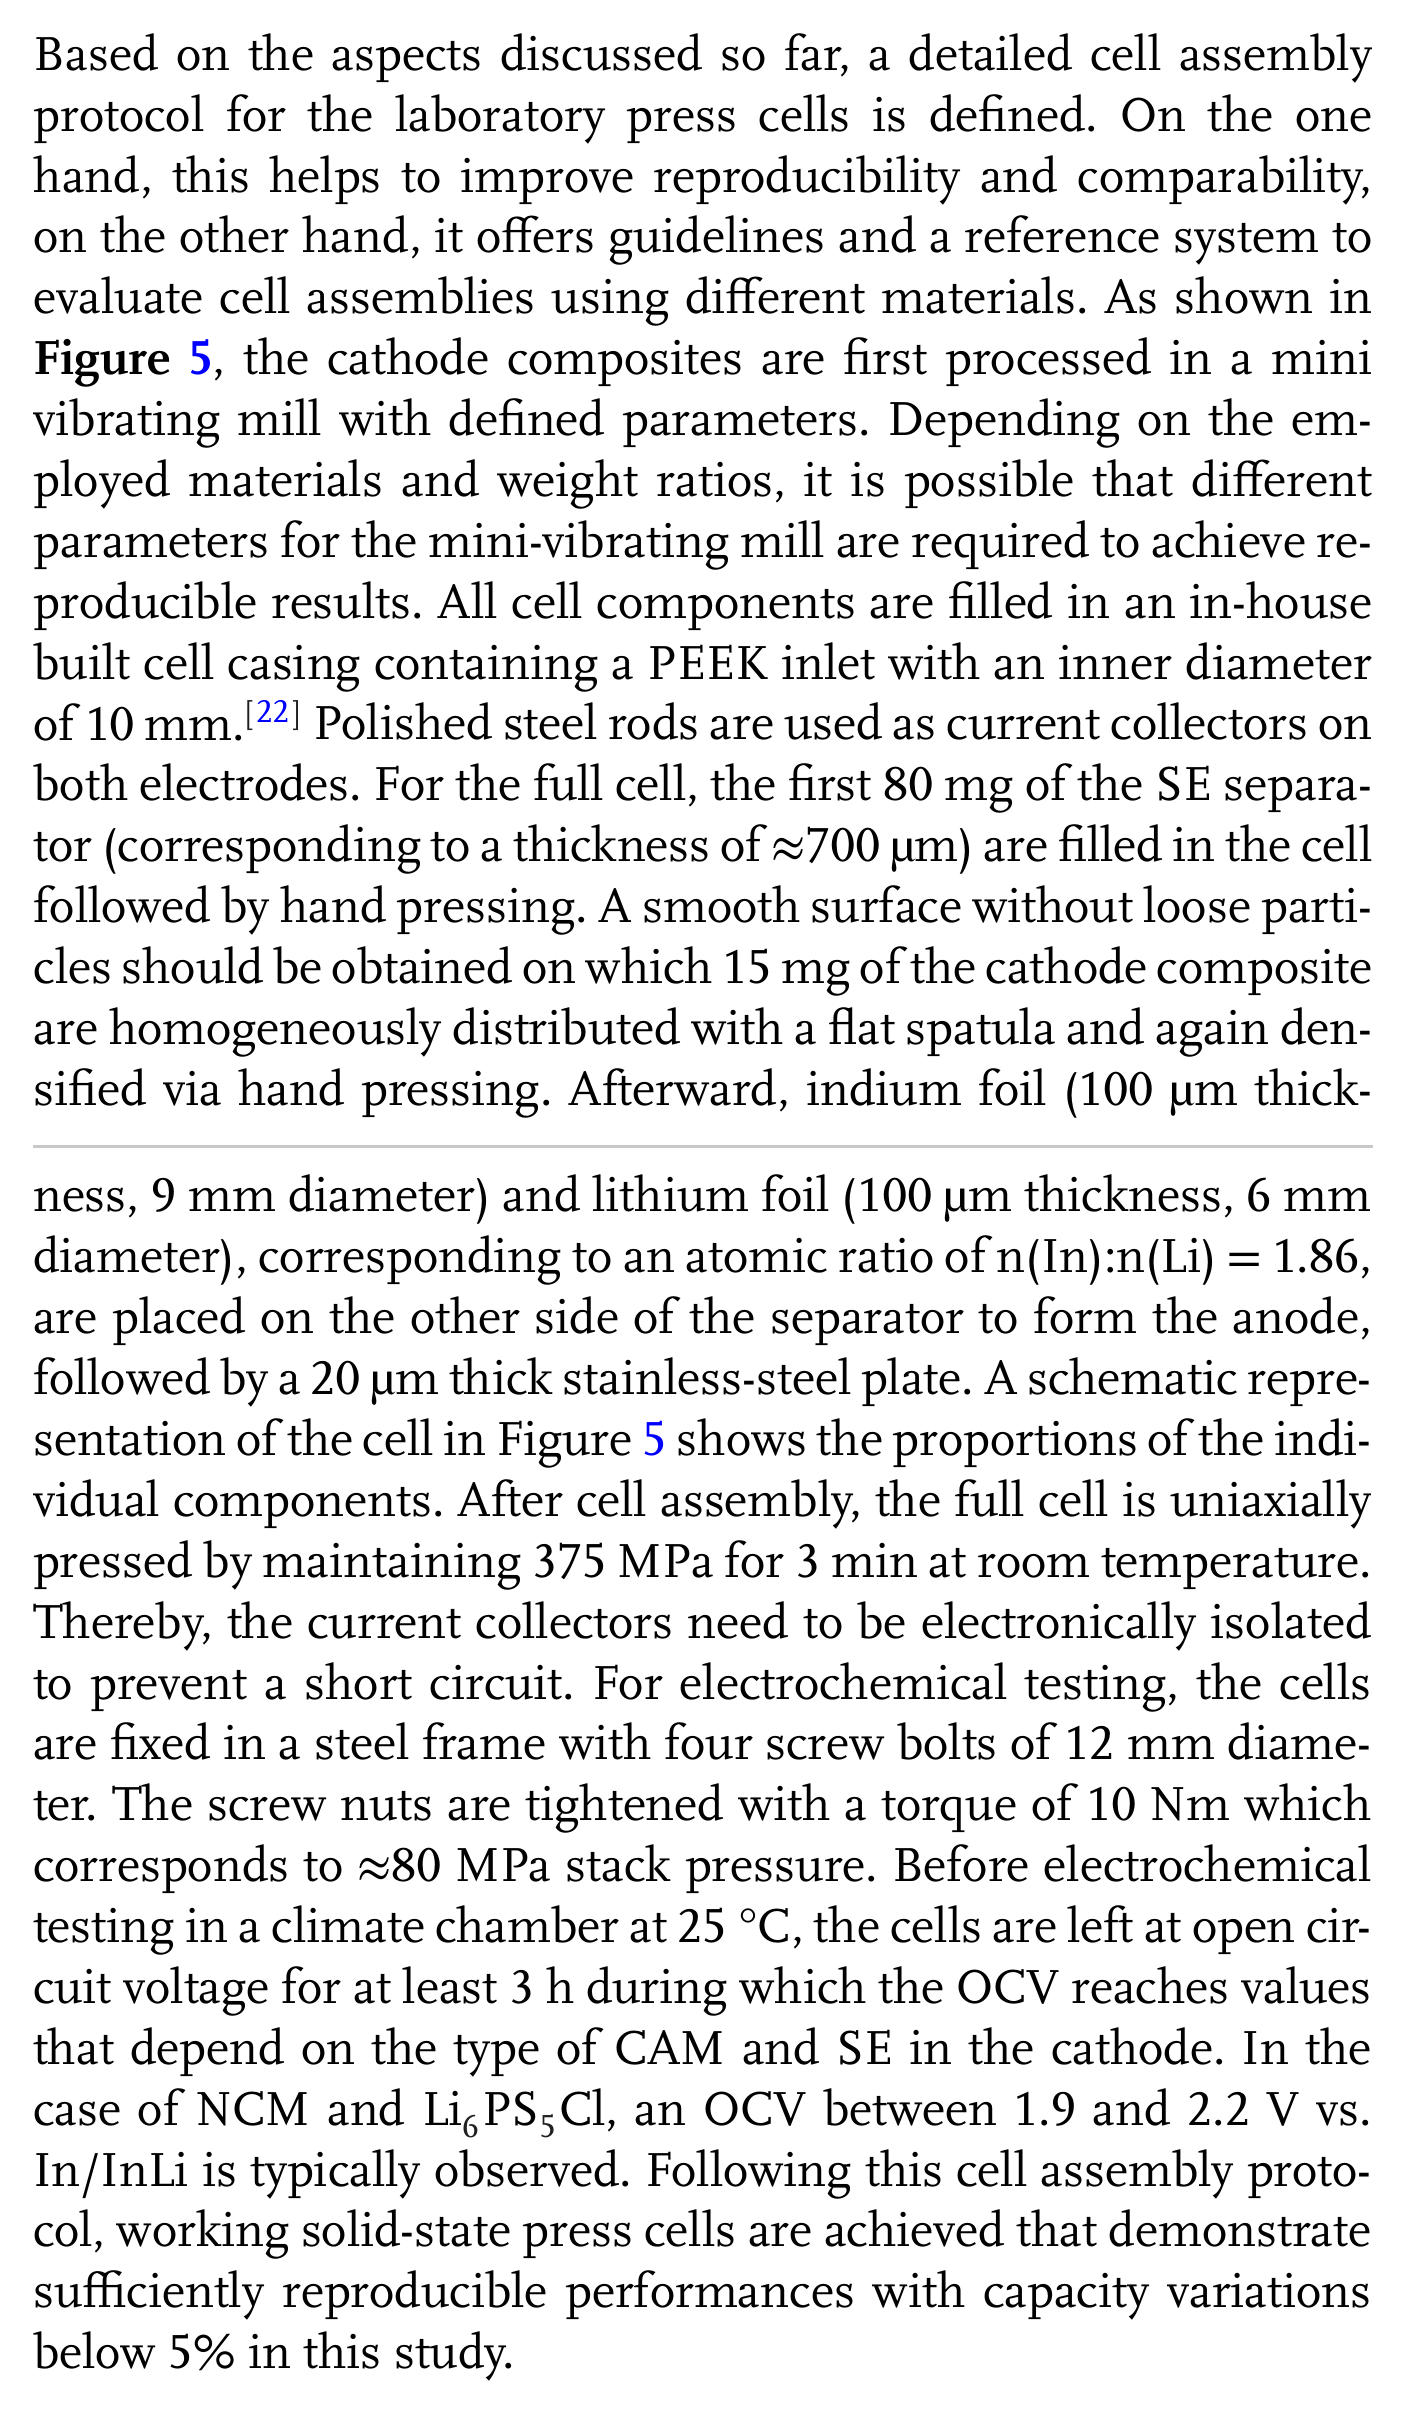 Based on the aspects discussed so far, a detailed cell assembly
protocol for the laboratory press cells is defined. On the one
hand, this helps to improve reproducibility and comparability,
on the other hand, it offers guidelines and a reference system to
evaluate cell assemblies using different materials. As shown in
Figure 5, the cathode composites are first processed in a mini
vibrating mill with defined parameters. Depending on the em-
ployed materials and weight ratios, it is possible that different
parameters for the mini-vibrating mill are required to achieve re-
producible results. All cell components are filled in an in-house
built cell casing containing a PEEK inlet with an inner diameter
of 10 mm.[22] Polished steel rods are used as current collectors on
both electrodes. For the full cell, the first 80 mg of the SE separa-
tor (corresponding to a thickness of ≈700 μm) are filled in the cell
followed by hand pressing. A smooth surface without loose parti-
cles should be obtained on which 15 mg of the cathode composite
are homogeneously distributed with a flat spatula and again den-
sified via hand pressing. Afterward, indium foil (100 μm thick-
ness, 9 mm diameter) and lithium foil (100 μm thickness, 6 mm
diameter), corresponding to an atomic ratio of n(In):n(Li) = 1.86,
are placed on the other side of the separator to form the anode,
followed by a 20 μm thick stainless-steel plate. A schematic repre-
sentation of the cell in Figure 5 shows the proportions of the indi-
vidual components. After cell assembly, the full cell is uniaxially
pressed by maintaining 375 MPa for 3 min at room temperature.
Thereby, the current collectors need to be electronically isolated
to prevent a short circuit. For electrochemical testing, the cells
are fixed in a steel frame with four screw bolts of 12 mm diame-
ter. The screw nuts are tightened with a torque of 10 Nm which
corresponds to ≈80 MPa stack pressure. Before electrochemical
testing in a climate chamber at 25 °C, the cells are left at open cir-
cuit voltage for at least 3 h during which the OCV reaches values
that depend on the type of CAM and SE in the cathode. In the
case of NCM and Li₆PS₅Cl, an OCV between 1.9 and 2.2 V vs.
In/InLi is typically observed. Following this cell assembly proto-
col, working solid-state press cells are achieved that demonstrate
sufficiently reproducible performances with capacity variations
below 5% in this study.